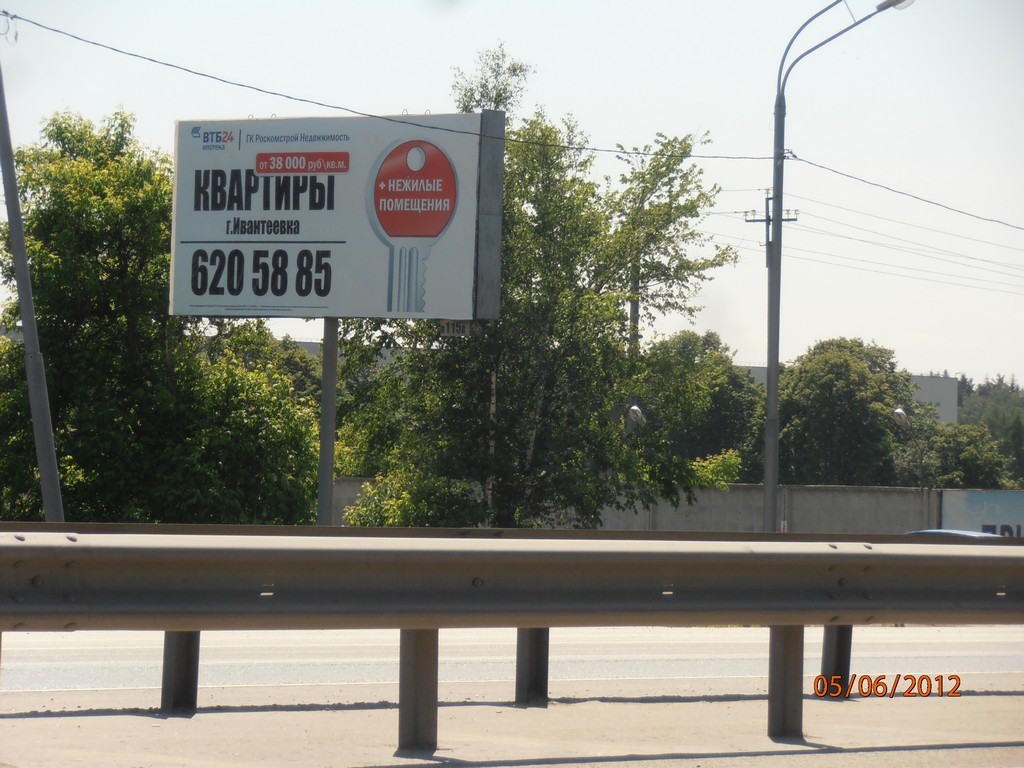 ВТБ24
ипотека
ГК Роскомстрой Недвижимость
от 38 000 руб\кв.м.
КВАРТИРЫ
г.Ивантеевка
620 58 85
+ НЕЖИЛЫЕ
ПОМЕЩЕНИЯ
05/06/2012